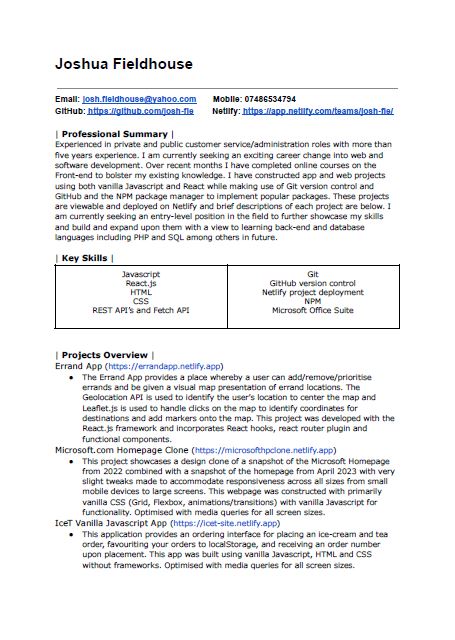 Joshua Fieldhouse
Email: josh.fieldhouse@yahoo.com Mobile: 07486534794
GitHub: https://github.com/josh-fie Netlify: https://app.netlify.com/teams/josh-fie/
| Professional Summary |
Experienced in private and public customer service/administration roles with more than
five years experience. I am currently seeking an exciting career change into web and
software development. Over recent months I have completed online courses on the
Front-end to bolster my existing knowledge. I have constructed app and web projects
using both vanilla Javascript and React while making use of Git version control and
GitHub and the NPM package manager to implement popular packages. These projects
are viewable and deployed on Netlify and brief descriptions of each project are below. I
am currently seeking an entry-level position in the field to further showcase my skills
and build and expand upon them with a view to learning back-end and database
languages including PHP and SQL among others in future.
| Key Skills |
Javascript
React.js
HTML
CSS
REST API's and Fetch API
Git
GitHub version control
Netlify project deployment
NPM
Microsoft Office Suite
| Projects Overview |
Errand App (https://errandapp.netlify.app)
● The Errand App provides a place whereby a user can add/remove/prioritise
errands and be given a visual map presentation of errand locations. The
Geolocation API is used to identify the user's location to center the map and
Leaflet.js is used to handle clicks on the map to identify coordinates for
destinations and add markers onto the map. This project was developed with the
React.js framework and incorporates React hooks, react router plugin and
functional components.
Microsoft.com Homepage Clone (https://microsofthpclone.netlify.app)
● This project showcases a design clone of a snapshot of the Microsoft Homepage
from 2022 combined with a snapshot of the homepage from April 2023 with very
slight tweaks made to accommodate responsiveness across all sizes from small
mobile devices to large screens. This webpage was constructed with primarily
vanilla CSS (Grid, Flexbox, animations/transitions) with vanilla Javascript for
functionality. Optimised with media queries for all screen sizes.
IceT Vanilla Javascript App (https://icet-site.netlify.app)
● This application provides an ordering interface for placing an ice-cream and tea
order, favouriting your orders to localStorage, and receiving an order number
upon placement. This app was built using vanilla Javascript, HTML and CSS
without frameworks. Optimised with media queries for all screen sizes.